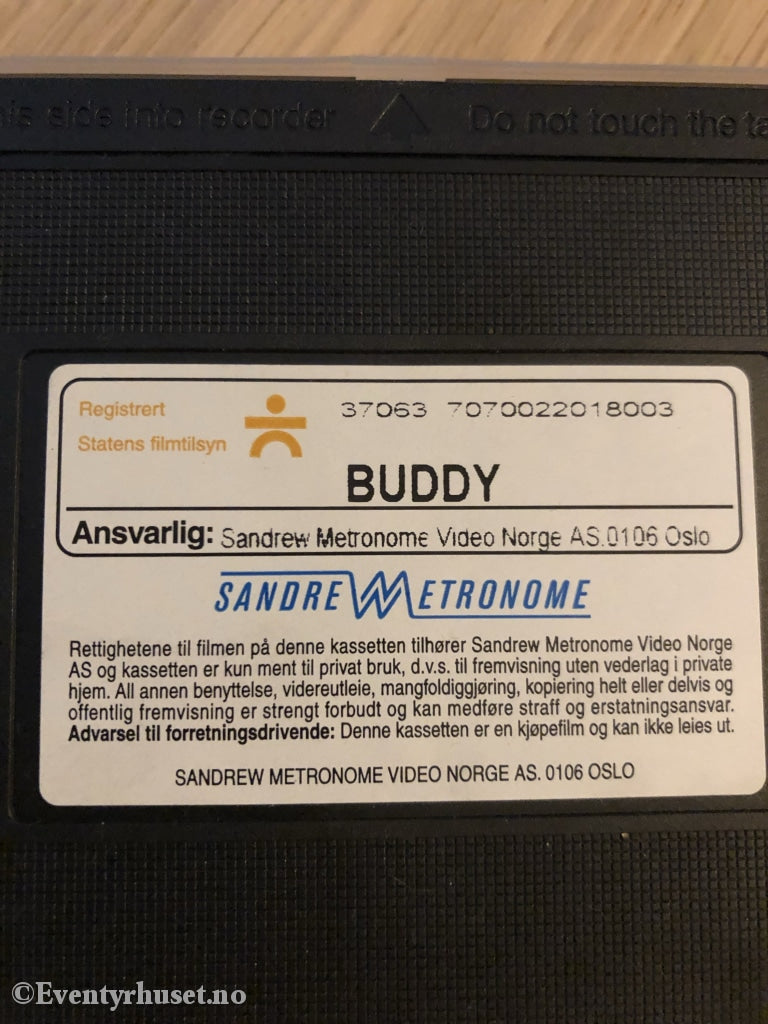 his side into recorder Do not touch the ta
Registrert 37063 7070022018003
Statens filmtilsyn
BUDDY
Ansvarlig: Sandrew Metronome Video Norge AS.0106 Oslo
SANDREW METRONOME
Rettighetene til filmen på denne kassetten tilhører Sandrew Metronome Video Norge
AS og kassetten er kun ment til privat bruk, d.v.s. til fremvisning uten vederlag i private
hjem. All annen benyttelse, videreutleie, mangfoldiggjøring, kopiering helt eller delvis og
offentlig fremvisning er strengt forbudt og kan medføre straff og erstatningsansvar.
Advarsel til forretningsdrivende: Denne kassetten er en kjøpefilm og kan ikke leies ut.
SANDREW METRONOME VIDEO NORGE AS. 0106 OSLO
©Eventyrhuset.no